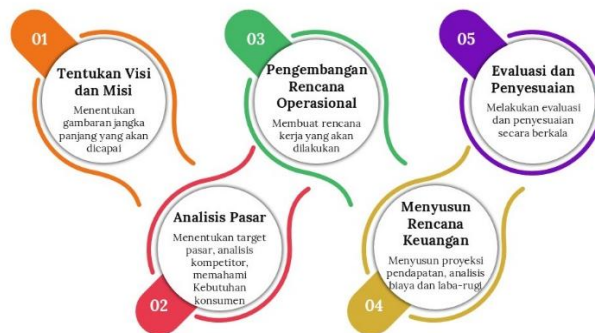 01
Tentukan Visi
dan Misi
Menentukan
gambaran jangka
panjang yang akan
dicapai
02
Analisis Pasar
Menentukan target
pasar, analisis
kompetitor,
memahami
Kebutuhan
konsumen
03
Pengembangan
Rencana
Operasional
Membuat rencana
kerja yang akan
dilakukan
04
Menyusun
Rencana
Keuangan
Menyusun proyeksi
pendapatan, analisis
biaya dan laba-rugi
05
Evaluasi dan
Penyesuaian
Melakukan evaluasi
dan penyesuaian
secara berkala